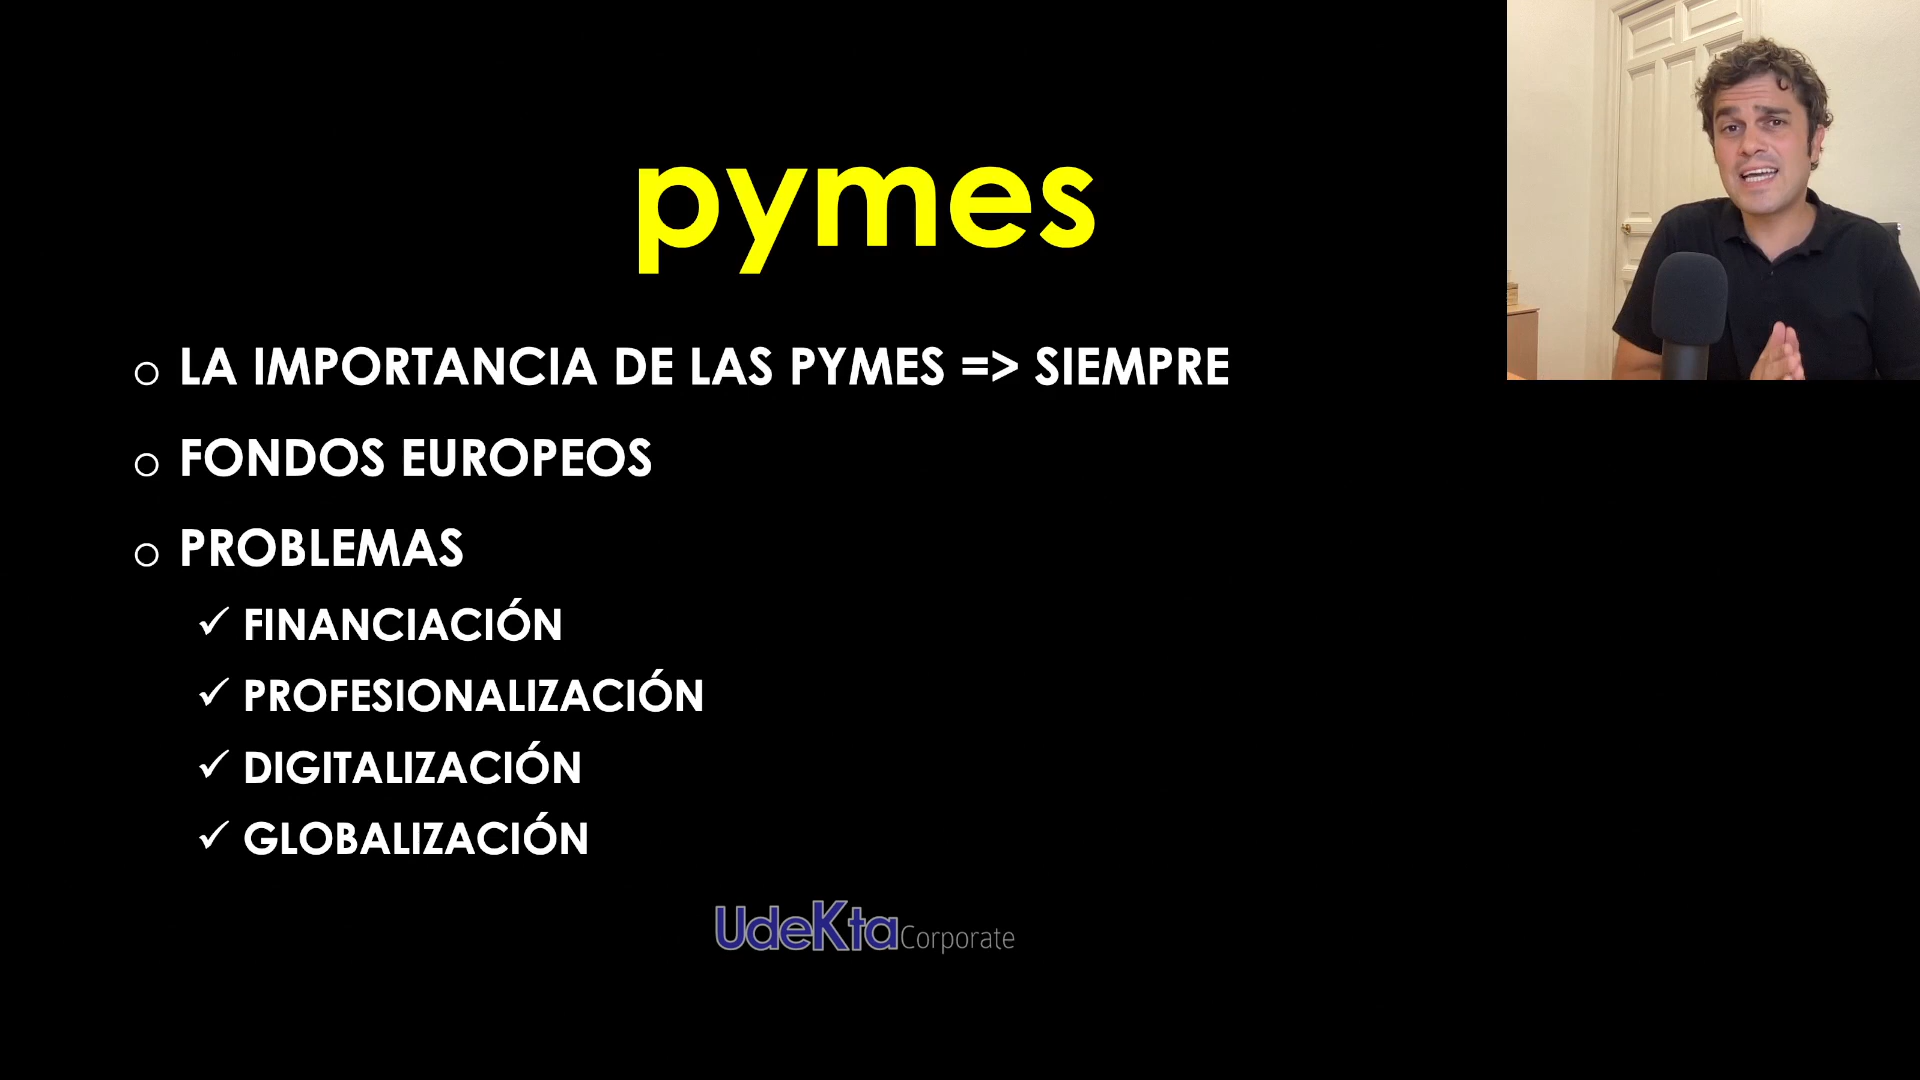 pymes
LA IMPORTANCIA DE LAS PYMES => SIEMPRE
FONDOS EUROPEOS
PROBLEMAS
FINANCIACIÓN
PROFESIONALIZACIÓN
DIGITALIZACIÓN
GLOBALIZACIÓN
UdeKta Corporate